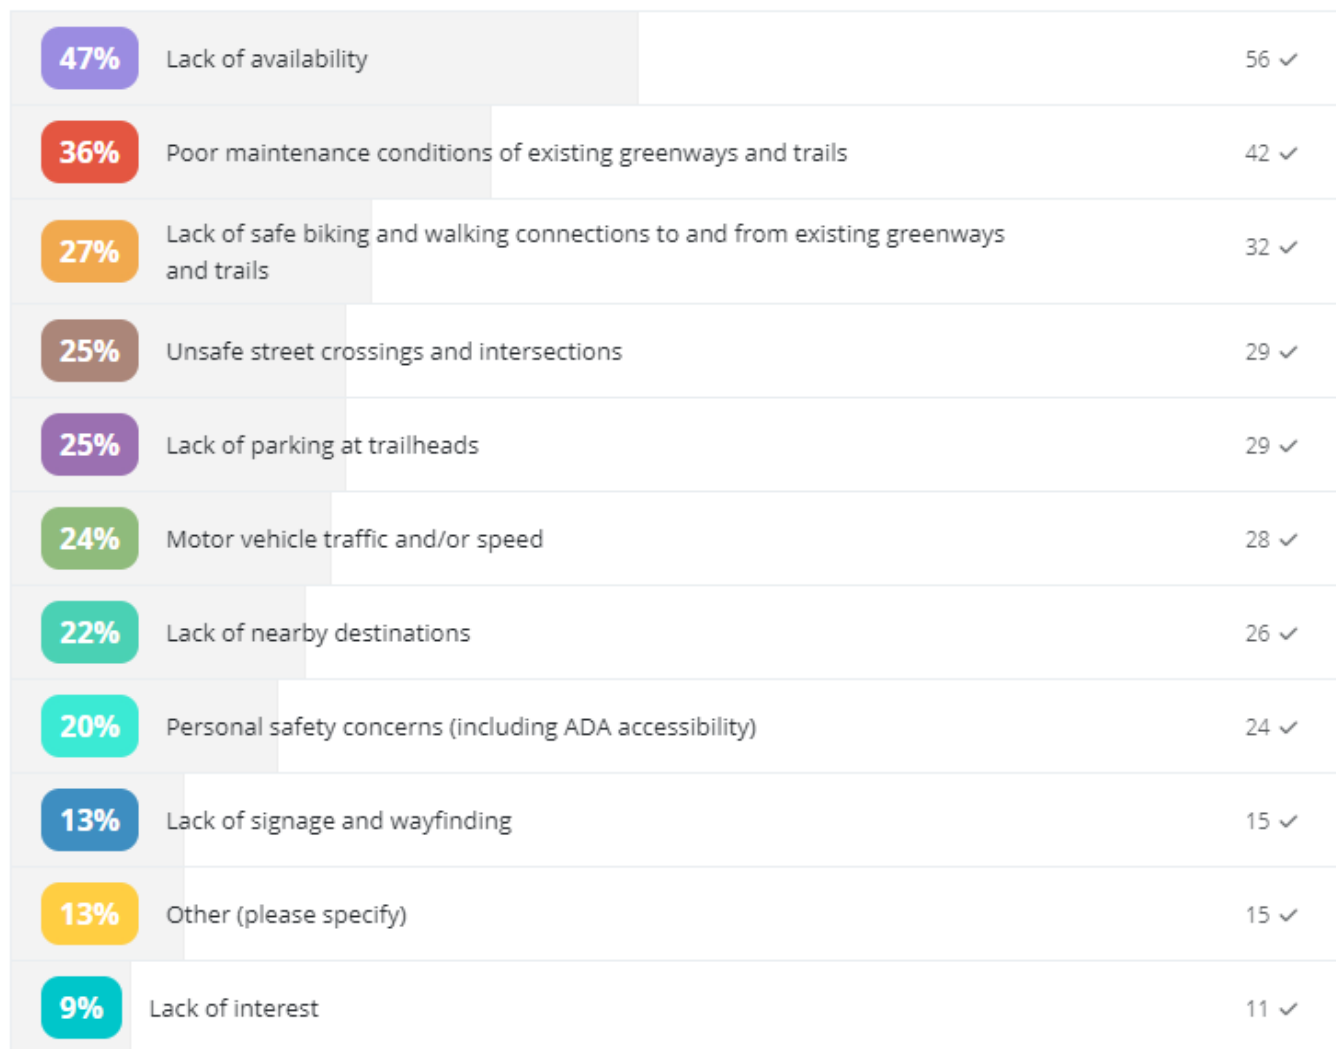 47% Lack of availability 56
36% Poor maintenance conditions of existing greenways and trails 42
27% Lack of safe biking and walking connections to and from existing greenways 32
and trails
25% Unsafe street crossings and intersections 29
25% Lack of parking at trailheads 29
24% Motor vehicle traffic and/or speed 28
22% Lack of nearby destinations 26
20% Personal safety concerns (including ADA accessibility) 24
13% Lack of signage and wayfinding 15
13% Other (please specify) 15
9% Lack of interest 11